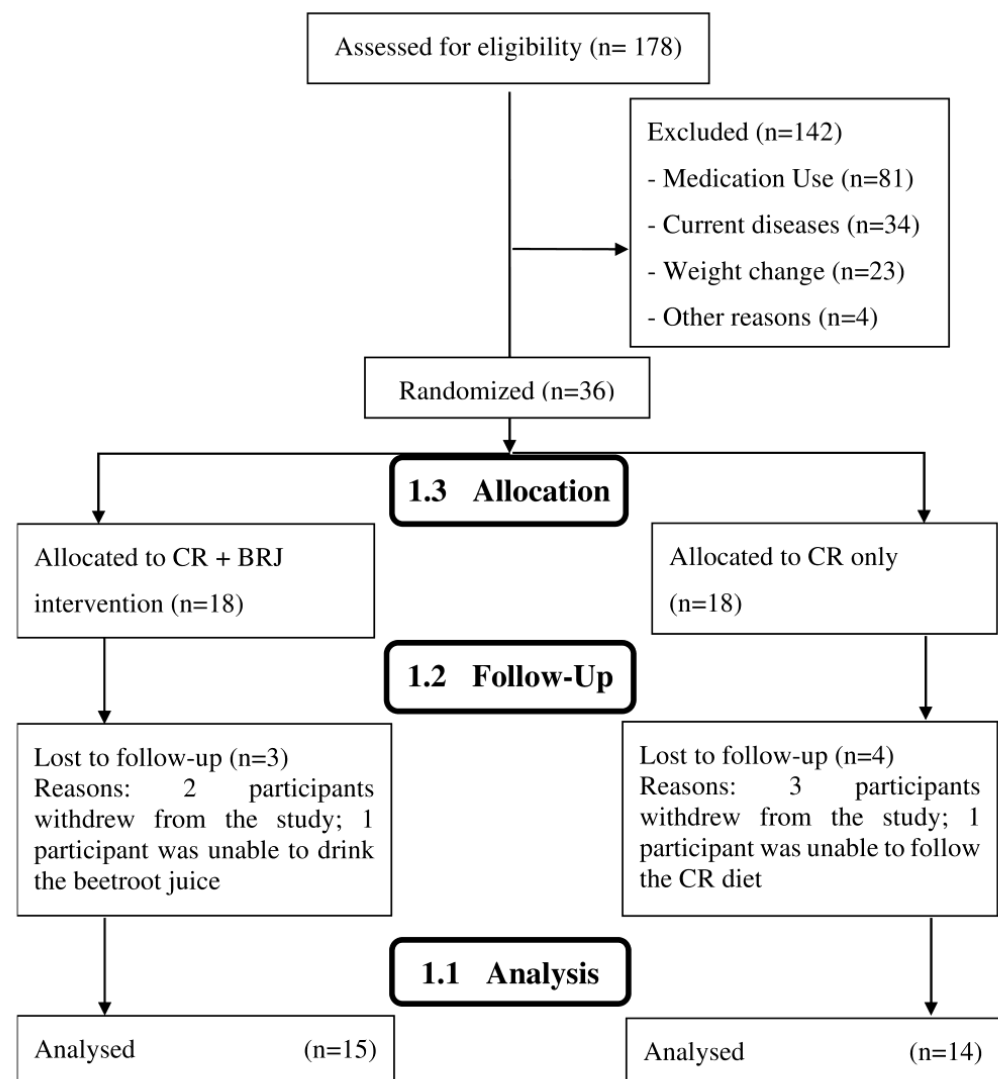 Assessed for eligibility (n= 178)
Excluded (n=142)
- Medication Use (n=81)
- Current diseases (n=34)
- Weight change (n=23)
- Other reasons (n=4)
Randomized (n=36)
1.3 Allocation
Allocated to CR + BRJ
intervention (n=18)
Allocated to CR only
(n=18)
1.2 Follow-Up
Lost to follow-up (n=3)
Reasons: 2 participants
withdrew from the study; 1
participant was unable to drink
the beetroot juice
Lost to follow-up (n=4)
Reasons: 3 participants
withdrew from the study; 1
participant was unable to follow
the CR diet
1.1 Analysis
Analysed (n=15)
Analysed (n=14)